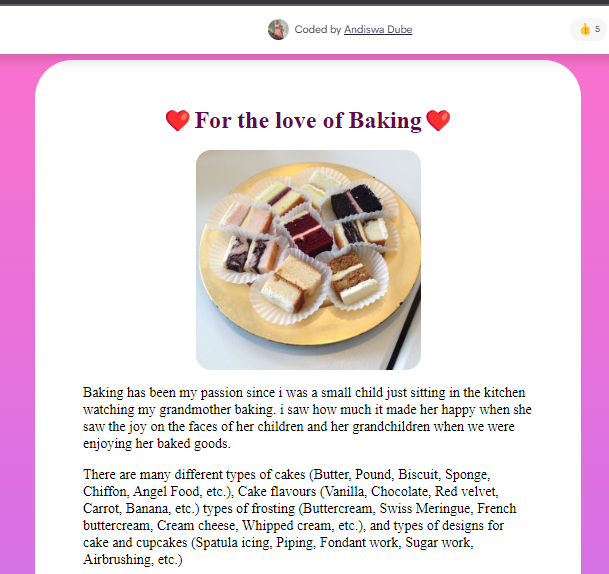 Coded by Andiswa Dube
👍 5
❤️ For the love of Baking ❤️
Baking has been my passion since i was a small child just sitting in the kitchen
watching my grandmother baking. i saw how much it made her happy when she
saw the joy on the faces of her children and her grandchildren when we were
enjoying her baked goods.
There are many different types of cakes (Butter, Pound, Biscuit, Sponge,
Chiffon, Angel Food, etc.), Cake flavours (Vanilla, Chocolate, Red velvet,
Carrot, Banana, etc.) types of frosting (Buttercream, Swiss Meringue, French
buttercream, Cream cheese, Whipped cream, etc.), and types of designs for
cake and cupcakes (Spatula icing, Piping, Fondant work, Sugar work,
Airbrushing, etc.)